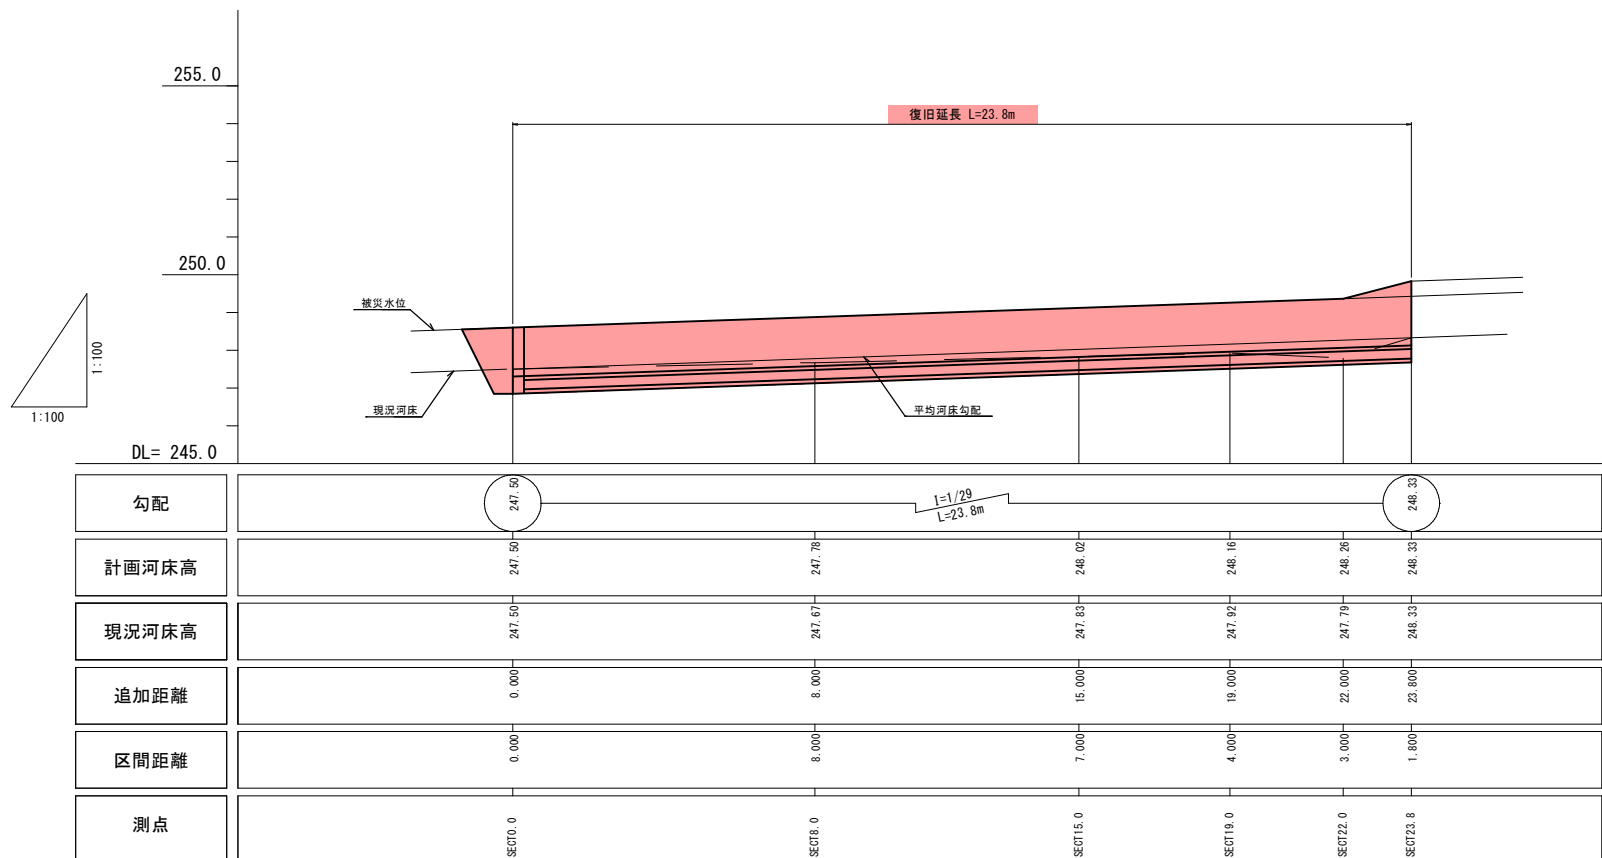 255.0
復旧延長 L=23.8m
250.0
被災水位
1:100
1:100
現況河床
平均河床勾配
DL= 245.0
勾配
247.50
I=1/29
L=23.8m
248.33
計画河床高
247.50
247.78
248.02
248.16
248.26
248.33
現況河床高
247.50
247.67
247.83
247.92
247.79
248.33
追加距離
0.000
8.000
15.000
19.000
22.000
23.800
区間距離
0.000
8.000
7.000
4.000
3.000
1.800
測点
SECT0.0
SECT8.0
SECT15.0
SECT19.0
SECT22.0
SECT23.8